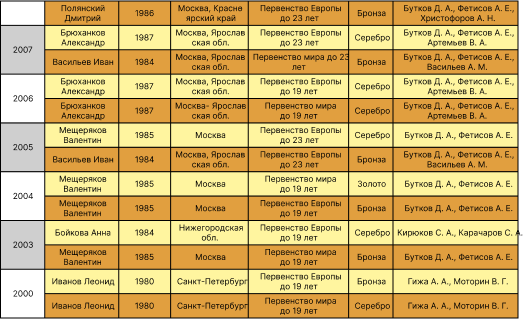 Полянский Дмитрий 1986 Москва, Красноярский край Первенство Европы до 23 лет Бронза Бутков Д. А., Фетисов А. Е., Христофоров А. Н.
2007 Брюханков Александр 1987 Москва, Ярославская обл. Первенство Европы до 23 лет Серебро Бутков Д. А., Фетисов А. Е., Артемьев В. А.
Васильев Иван 1984 Москва, Ярославская обл. Первенство мира до 23 лет Бронза Бутков Д. А., Фетисов А. Е., Васильев А. М.
2006 Брюханков Александр 1987 Москва, Ярославская обл. Первенство Европы до 19 лет Серебро Бутков Д. А., Фетисов А. Е., Артемьев В. А.
Брюханков Александр 1987 Москва- Ярославская обл. Первенство мира до 19 лет Серебро Бутков Д. А., Фетисов А. Е., Артемьев В. А.
2005 Мещеряков Валентин 1985 Москва Первенство Европы до 23 лет Серебро Бутков Д. А., Фетисов А. Е.
Васильев Иван 1984 Москва, Ярославская обл. Первенство Европы до 23 лет Бронза Бутков Д. А., Фетисов А. Е., Васильев А. М.
2004 Мещеряков Валентин 1985 Москва Первенство Европы до 19 лет Золото Бутков Д. А., Фетисов А. Е.
Мещеряков Валентин 1985 Москва Первенство мира до 19 лет Бронза Бутков Д. А., Фетисов А. Е.
2003 Бойкова Анна 1984 Нижегородская обл. Первенство Европы до 19 лет Серебро Кирюхов С. А., Карачаров С. А.
Мещеряков Валентин 1985 Москва Первенство мира до 19 лет Бронза Бутков Д. А., Фетисов А. Е.
2000 Иванов Леонид 1980 Санкт-Петербург Первенство Европы до 19 лет Бронза Гижа А. А., Моторин В. Г.
Иванов Леонид 1980 Санкт-Петербург Первенство мира до 19 лет Серебро Гижа А. А., Моторин В. Г.